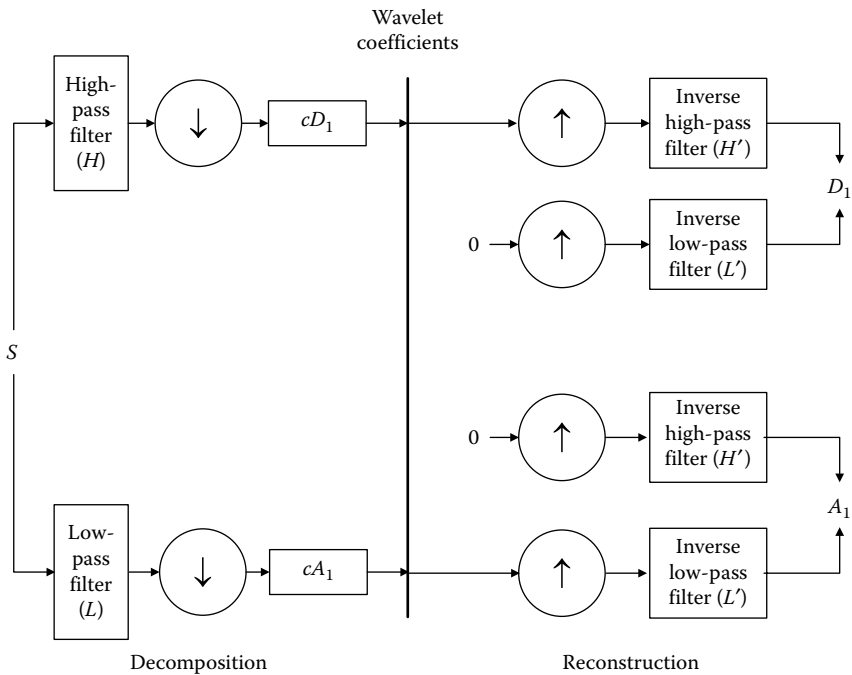 Wavelet
coefficients
High-
pass
filter
(H)
↓
cD₁
↑
Inverse
high-pass
filter (H′)
D₁
0
↑
Inverse
low-pass
filter (L′)
S
0
↑
Inverse
high-pass
filter (H′)
A₁
Low-
pass
filter
(L)
↓
cA₁
↑
Inverse
low-pass
filter (L′)
Decomposition
Reconstruction